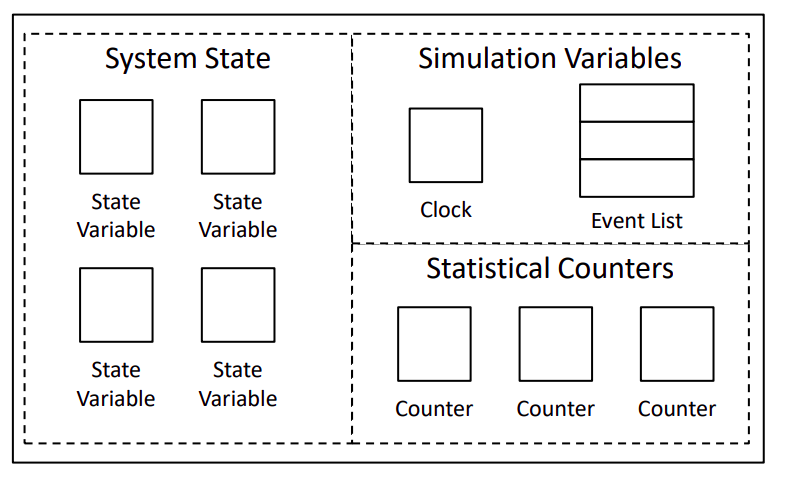 System State
State
Variable
State
Variable
State
Variable
State
Variable
Simulation Variables
Clock
Event List
Statistical Counters
Counter
Counter
Counter